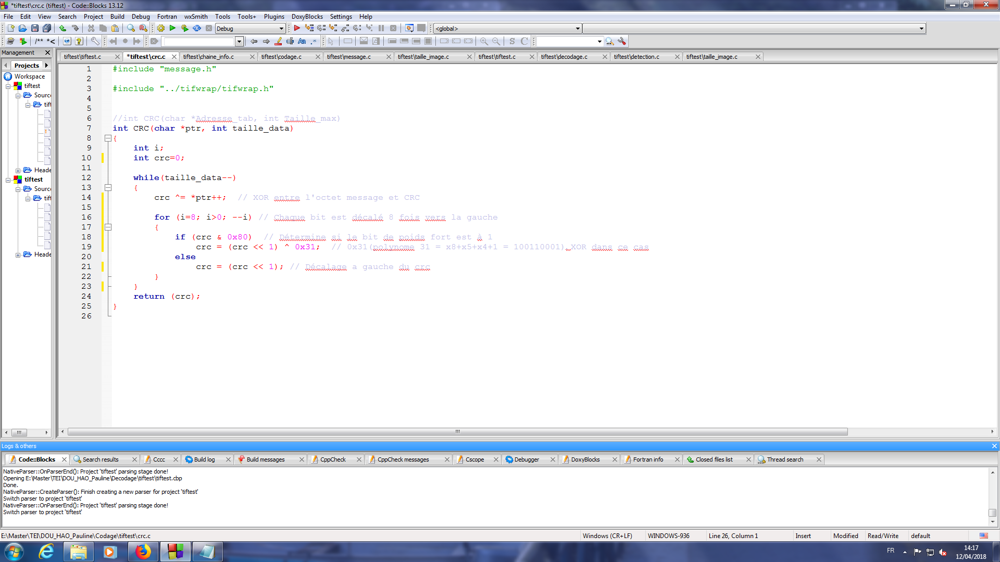 *tiftest\crc.c (tiftest) - Code::Blocks 13.12
File Edit View Search Project Build Debug Fortran wxSmith Tools Tools+ Plugins DoxyBlocks Settings Help
Debug <global>
/** *<
Management
tiftest\tiftest.c *tiftest\crc.c tiftest\chaine_info.c tiftest\codage.c tiftest\message.c tiftest\taille_image.c tiftest\tiftest.c tiftest\decodage.c tiftest\detection.c tiftest\taille_image.c
Projects
Workspace
tiftest
Sourc
tift
Heade
tiftest
Sourc
tift
Heade
1 #include "message.h"
2
3 #include "../tifwrap/tifwrap.h"
4
5
6 //int CRC(char *Adresse_tab, int Taille_max)
7 int CRC(char *ptr, int taille_data)
8 {
9 int i;
10 int crc=0;
11
12 while(taille_data--)
13 {
14 crc ^= *ptr++; // XOR entre l'octet message et CRC
15
16 for (i=8; i>0; --i) // Chaque bit est décalé 8 fois vers la gauche
17 {
18 if (crc & 0x80) // Détermine si le bit de poids fort est à 1
19 crc = (crc << 1) ^ 0x31; // 0x31(polynome 31 = x8+x5+x4+1 = 100110001) XOR dans ce cas
20 else
21 crc = (crc << 1); // Décalage a gauche du crc
22 }
23 }
24 return (crc);
25 }
26
Logs & others
Code::Blocks Search results Cccc Build log Build messages CppCheck CppCheck messages Cscope Debugger DoxyBlocks Fortran info Closed files list Thread search
NativeParser::OnParserEnd(): Project 'tiftest' parsing stage done!
Opening E:\Master\TEI\DOU_HAO_Pauline\Decodage\tiftest\tiftest.cbp
Done.
NativeParser::CreateParser(): Finish creating a new parser for project 'tiftest'
Switch parser to project 'tiftest'
NativeParser::OnParserEnd(): Project 'tiftest' parsing stage done!
Switch parser to project 'tiftest'
E:\Master\TEI\DOU_HAO_Pauline\Codage\tiftest\crc.c Windows (CR+LF) WINDOWS-936 Line 26, Column 1 Insert Modified Read/Write default
FR 14:17
12/04/2018